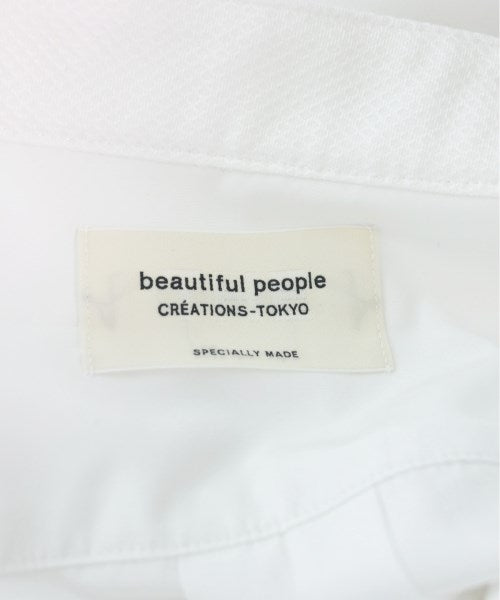 beautiful people
CRÉATIONS-TOKYO
SPECIALLY MADE